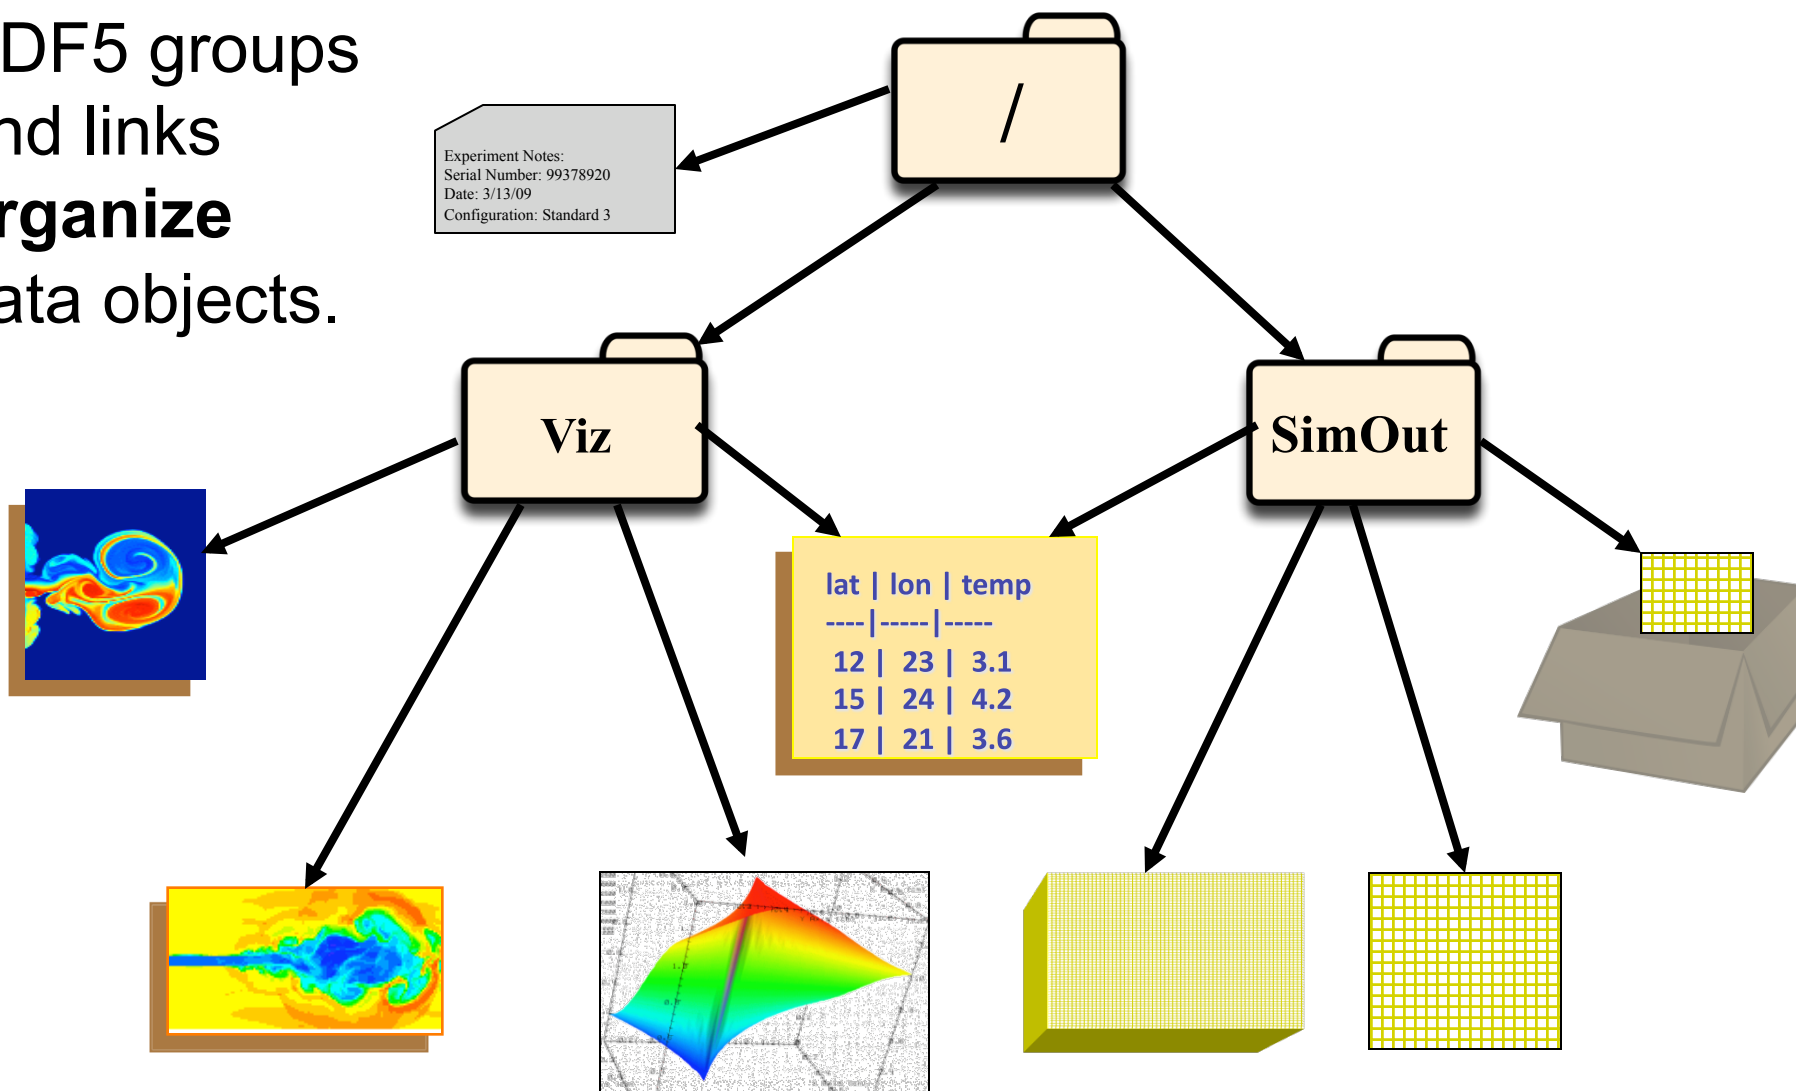 DF5 groups
nd links
rganize
ata objects.
/
Experiment Notes:
Serial Number: 99378920
Date: 3/13/09
Configuration: Standard 3
Viz
SimOut
lat | lon | temp
----|-----|-----
12 | 23 | 3.1
15 | 24 | 4.2
17 | 21 | 3.6